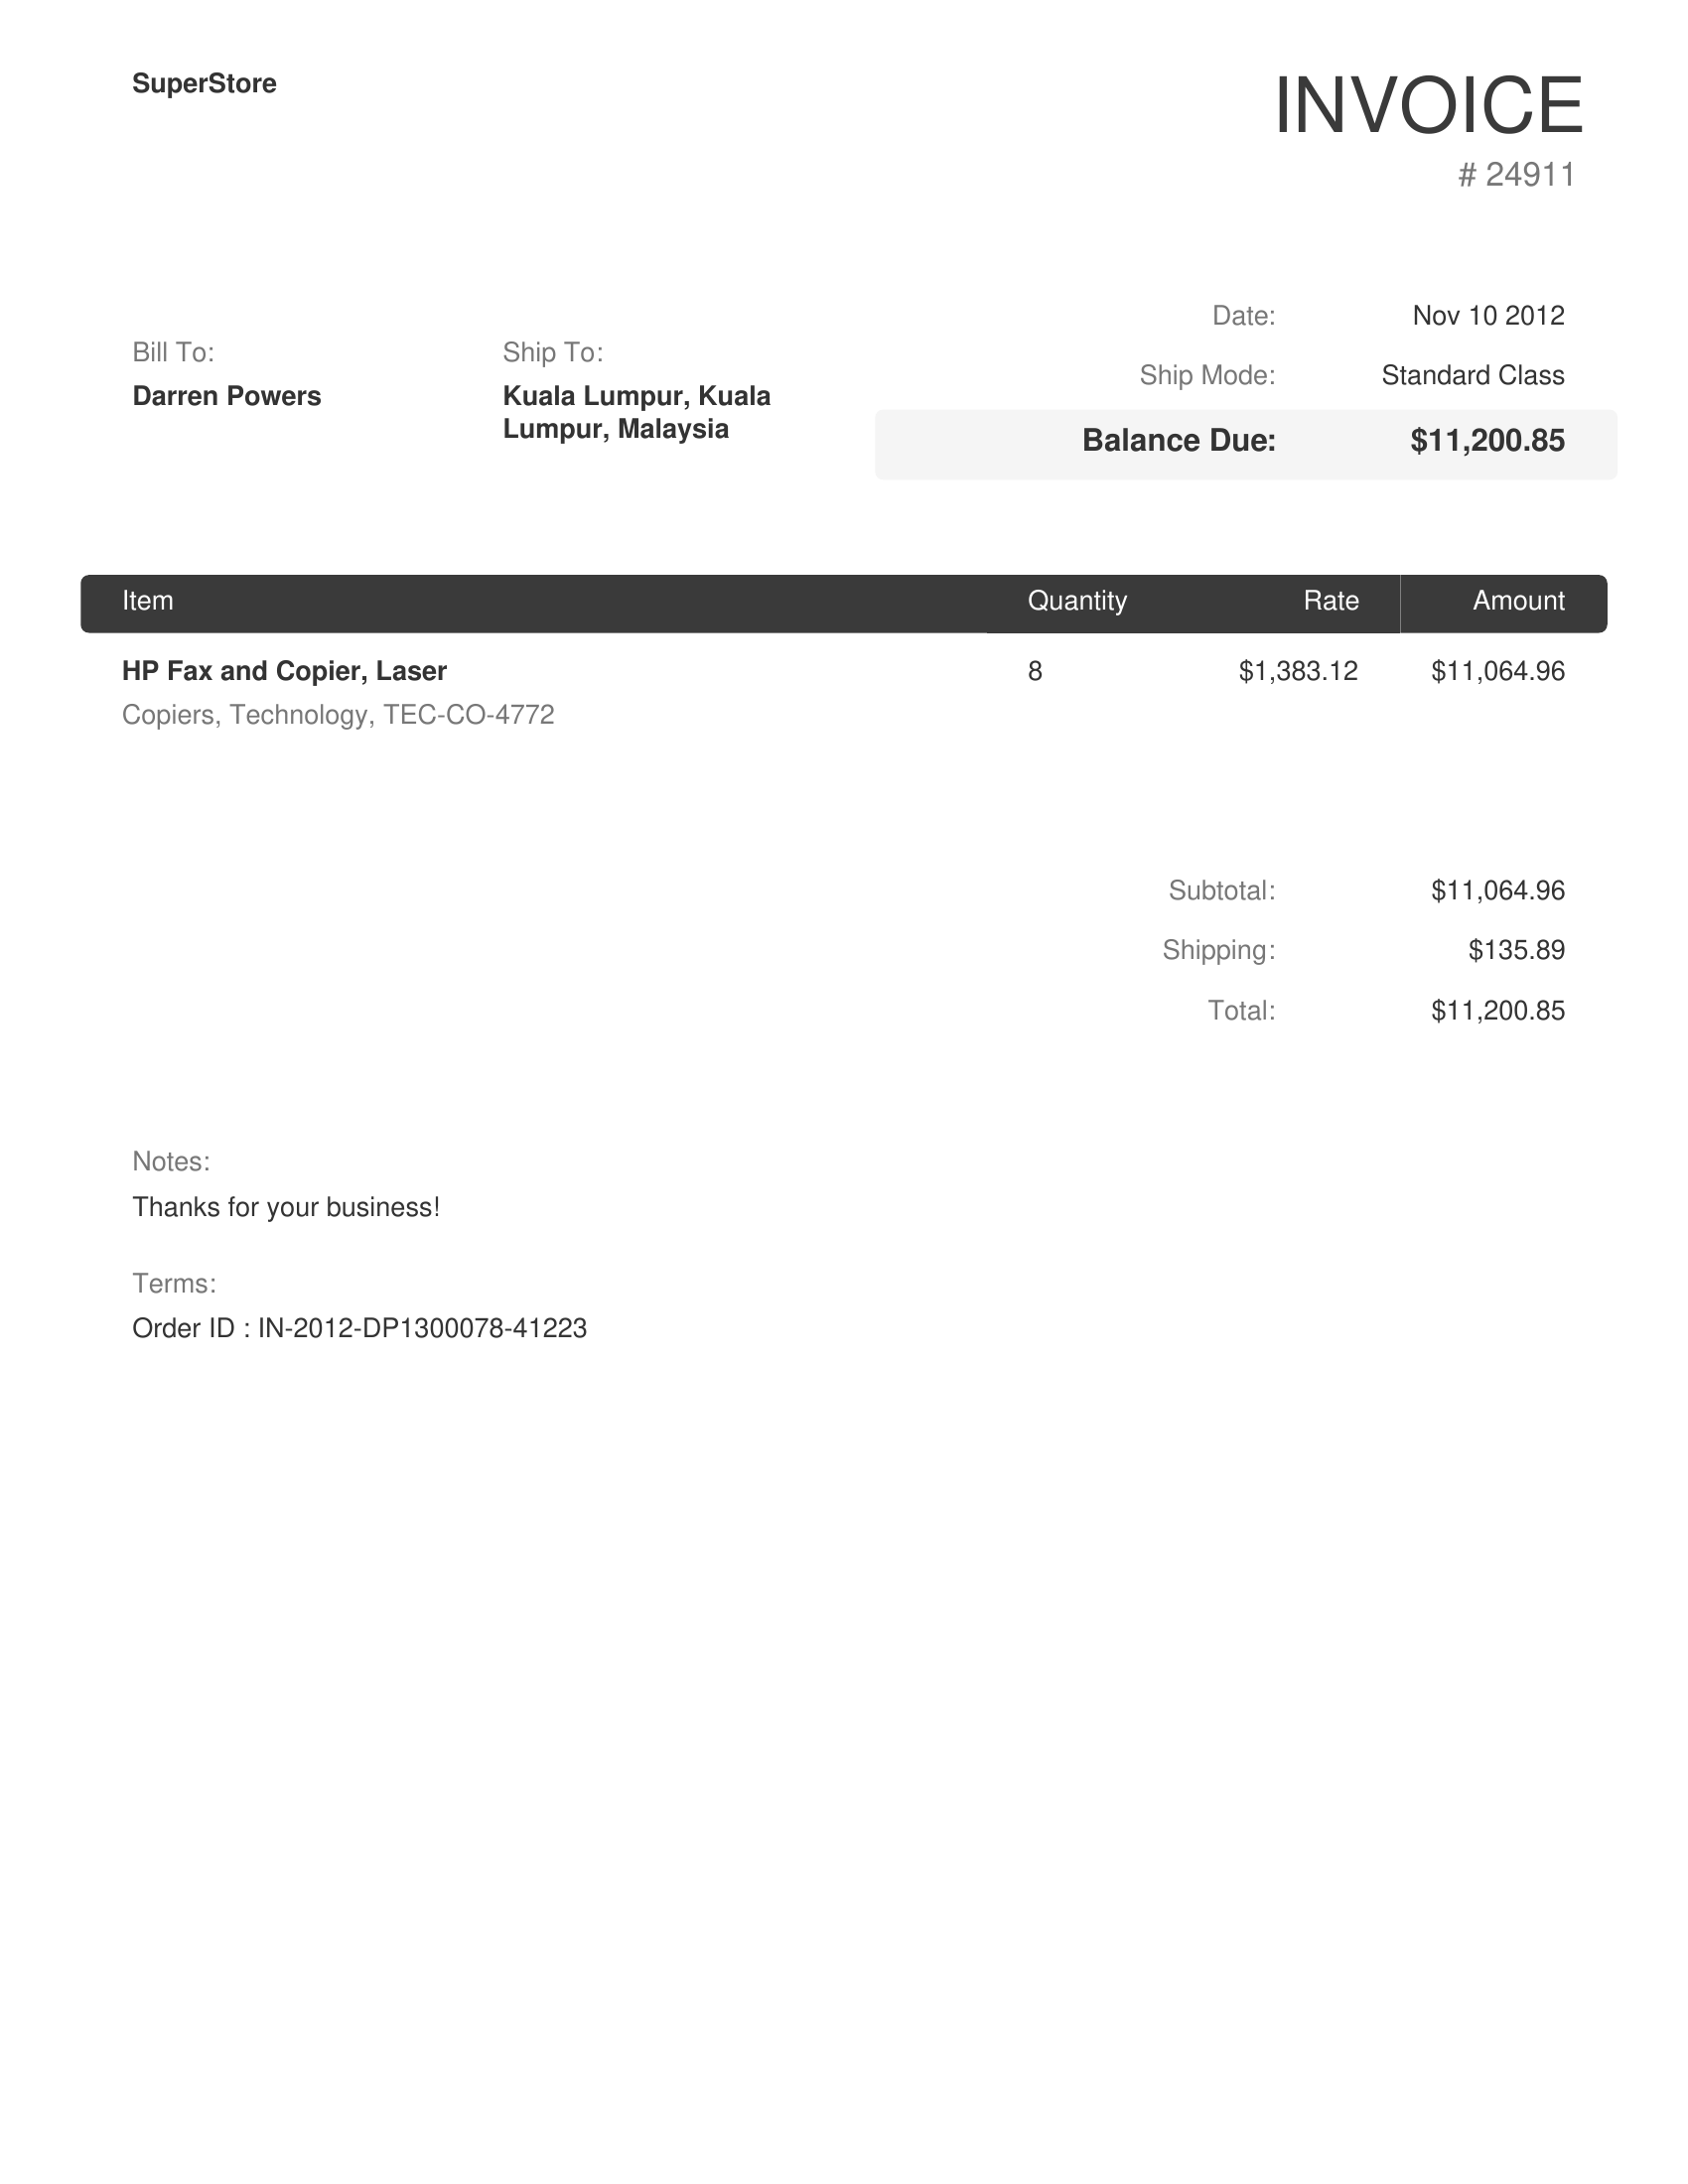 SuperStore
INVOICE
# 24911
Date: Nov 10 2012
Ship Mode: Standard Class
Balance Due: $11,200.85
Bill To:
Darren Powers
Ship To:
Kuala Lumpur, Kuala
Lumpur, Malaysia
Item Quantity Rate Amount
HP Fax and Copier, Laser 8 $1,383.12 $11,064.96
Copiers, Technology, TEC-CO-4772
Subtotal: $11,064.96
Shipping: $135.89
Total: $11,200.85
Notes:
Thanks for your business!
Terms:
Order ID : IN-2012-DP1300078-41223